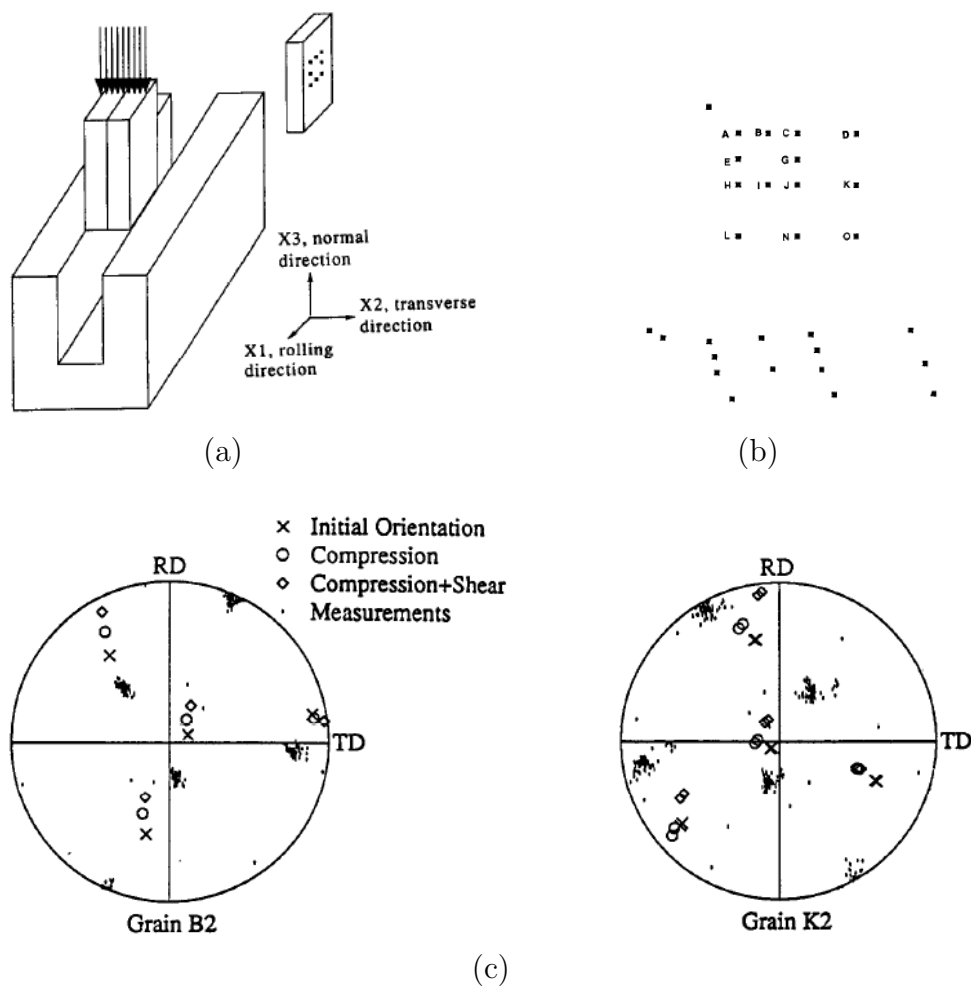 X3, normal
direction
X2, transverse
direction
X1, rolling
direction
(a)
A B C D
E G
H I J K
L N O
(b)
× Initial Orientation
○ Compression
◇ Compression+Shear
· Measurements
RD
TD
Grain B2
RD
TD
Grain K2
(c)